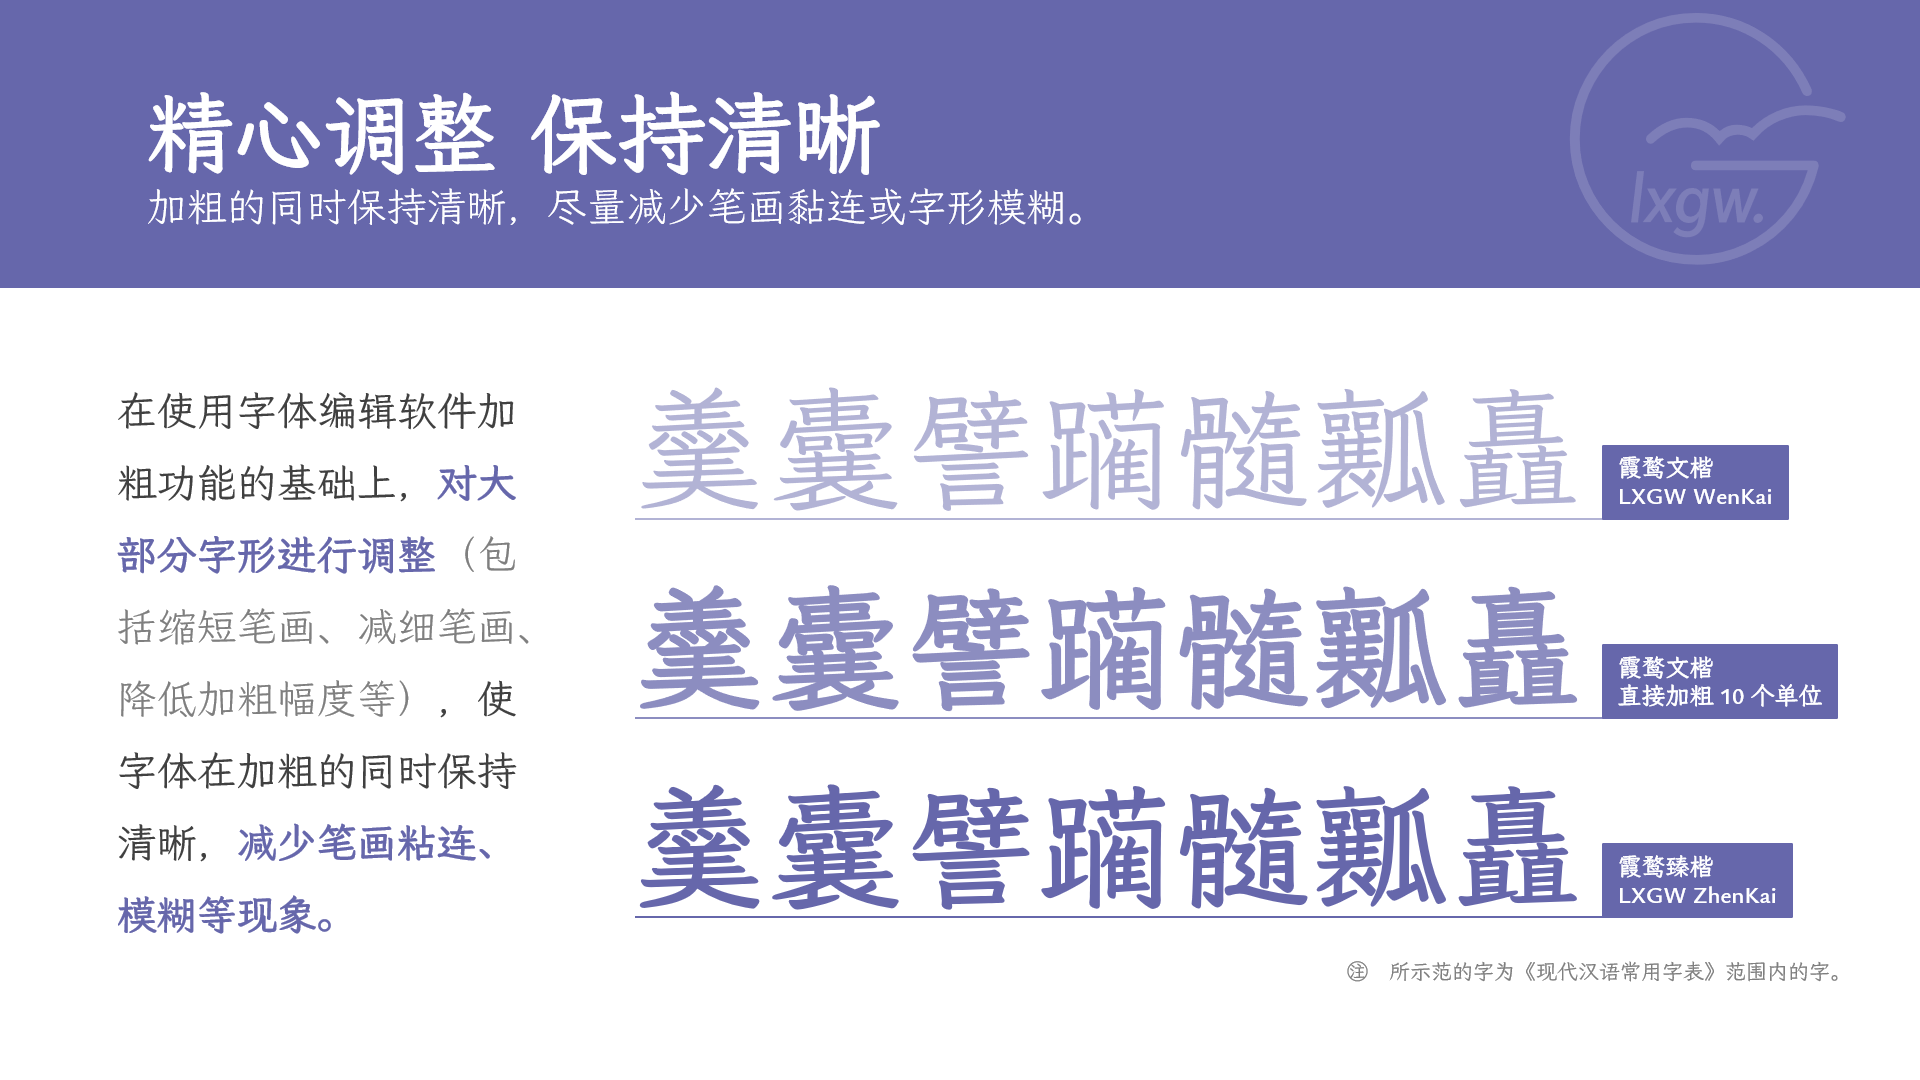 精心调整 保持清晰
加粗的同时保持清晰，尽量减少笔画黏连或字形模糊。
lxgw.
在使用字体编辑软件加
粗功能的基础上，对大
部分字形进行调整（包
括缩短笔画、减细笔画、
降低加粗幅度等），使
字体在加粗的同时保持
清晰，减少笔画粘连、
模糊等现象。
羹囊譬躏髓瓤矗
霞鹜文楷
LXGW WenKai
羹囊譬躏髓瓤矗
霞鹜文楷
直接加粗 10 个单位
羹囊譬躏髓瓤矗
霞鹜臻楷
LXGW ZhenKai
㊟ 所示范的字为《现代汉语常用字表》范围内的字。